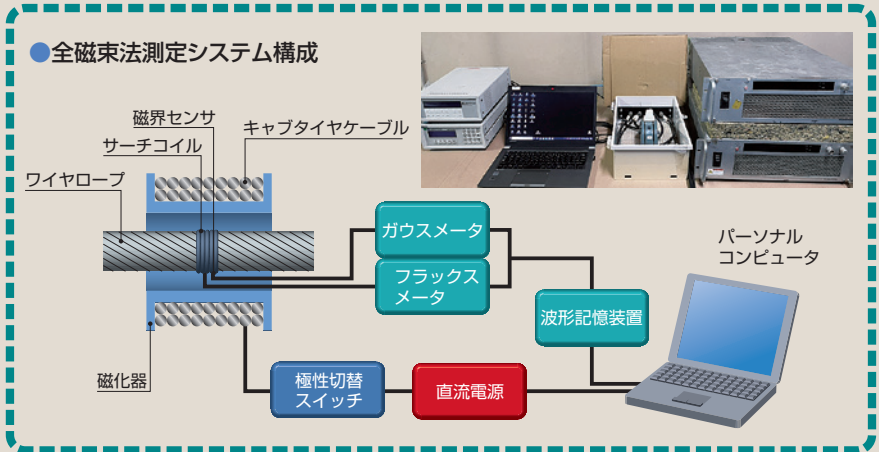 ●全磁束法測定システム構成
磁界センサ
サーチコイル
キャブタイヤケーブル
ワイヤロープ
ガウスメータ
フラックス
メータ
パーソナル
コンピュータ
波形記憶装置
磁化器
極性切替
スイッチ
直流電源